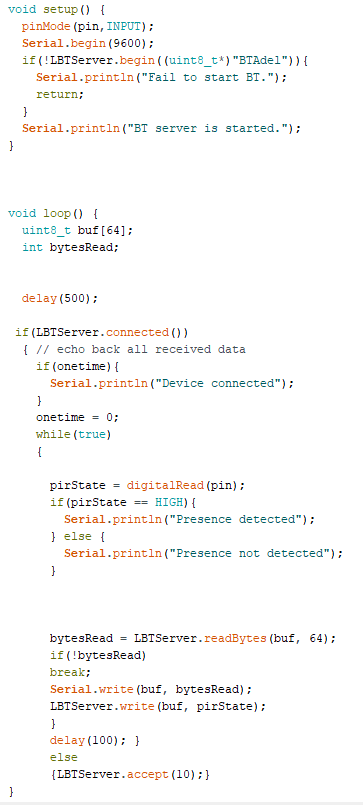 void setup() {
pinMode(pin,INPUT);
Serial.begin(9600);
if(!LBTServer.begin((uint8_t*)"BTAdel")){
Serial.println("Fail to start BT.");
return;
}
Serial.println("BT server is started.");
}
void loop() {
uint8_t buf[64];
int bytesRead;
delay(500);
if(LBTServer.connected())
{ // echo back all received data
if(onetime){
Serial.println("Device connected");
}
onetime = 0;
while(true)
{
pirState = digitalRead(pin);
if(pirState == HIGH){
Serial.println("Presence detected");
} else {
Serial.println("Presence not detected");
}
bytesRead = LBTServer.readBytes(buf, 64);
if(!bytesRead)
break;
Serial.write(buf, bytesRead);
LBTServer.write(buf, pirState);
}
delay(100); }
else
{LBTServer.accept(10);}
}